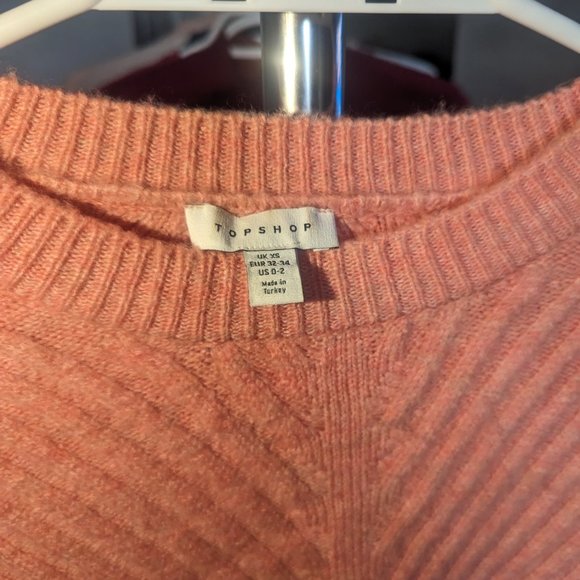 TOPSHOP
UK XS
EUR 32-34
US 0-2
Made in
Turkey